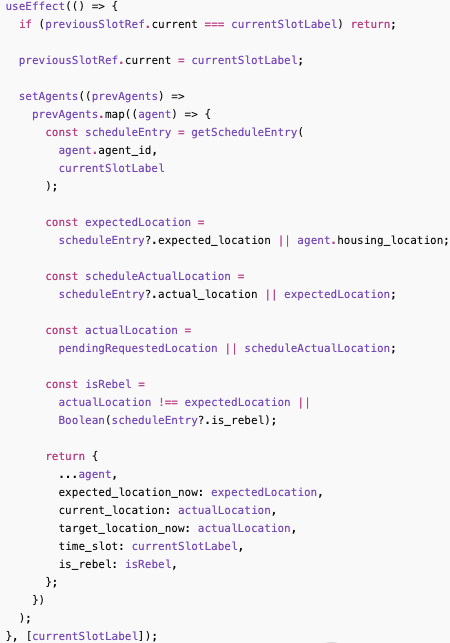 useEffect(() => {
if (previousSlotRef.current === currentSlotLabel) return;
previousSlotRef.current = currentSlotLabel;
setAgents((prevAgents) =>
prevAgents.map((agent) => {
const scheduleEntry = getScheduleEntry(
agent.agent_id,
currentSlotLabel
);
const expectedLocation =
scheduleEntry?.expected_location || agent.housing_location;
const scheduleActualLocation =
scheduleEntry?.actual_location || expectedLocation;
const actualLocation =
pendingRequestedLocation || scheduleActualLocation;
const isRebel =
actualLocation !== expectedLocation ||
Boolean(scheduleEntry?.is_rebel);
return {
...agent,
expected_location_now: expectedLocation,
current_location: actualLocation,
target_location_now: actualLocation,
time_slot: currentSlotLabel,
is_rebel: isRebel,
};
})
);
}, [currentSlotLabel]);